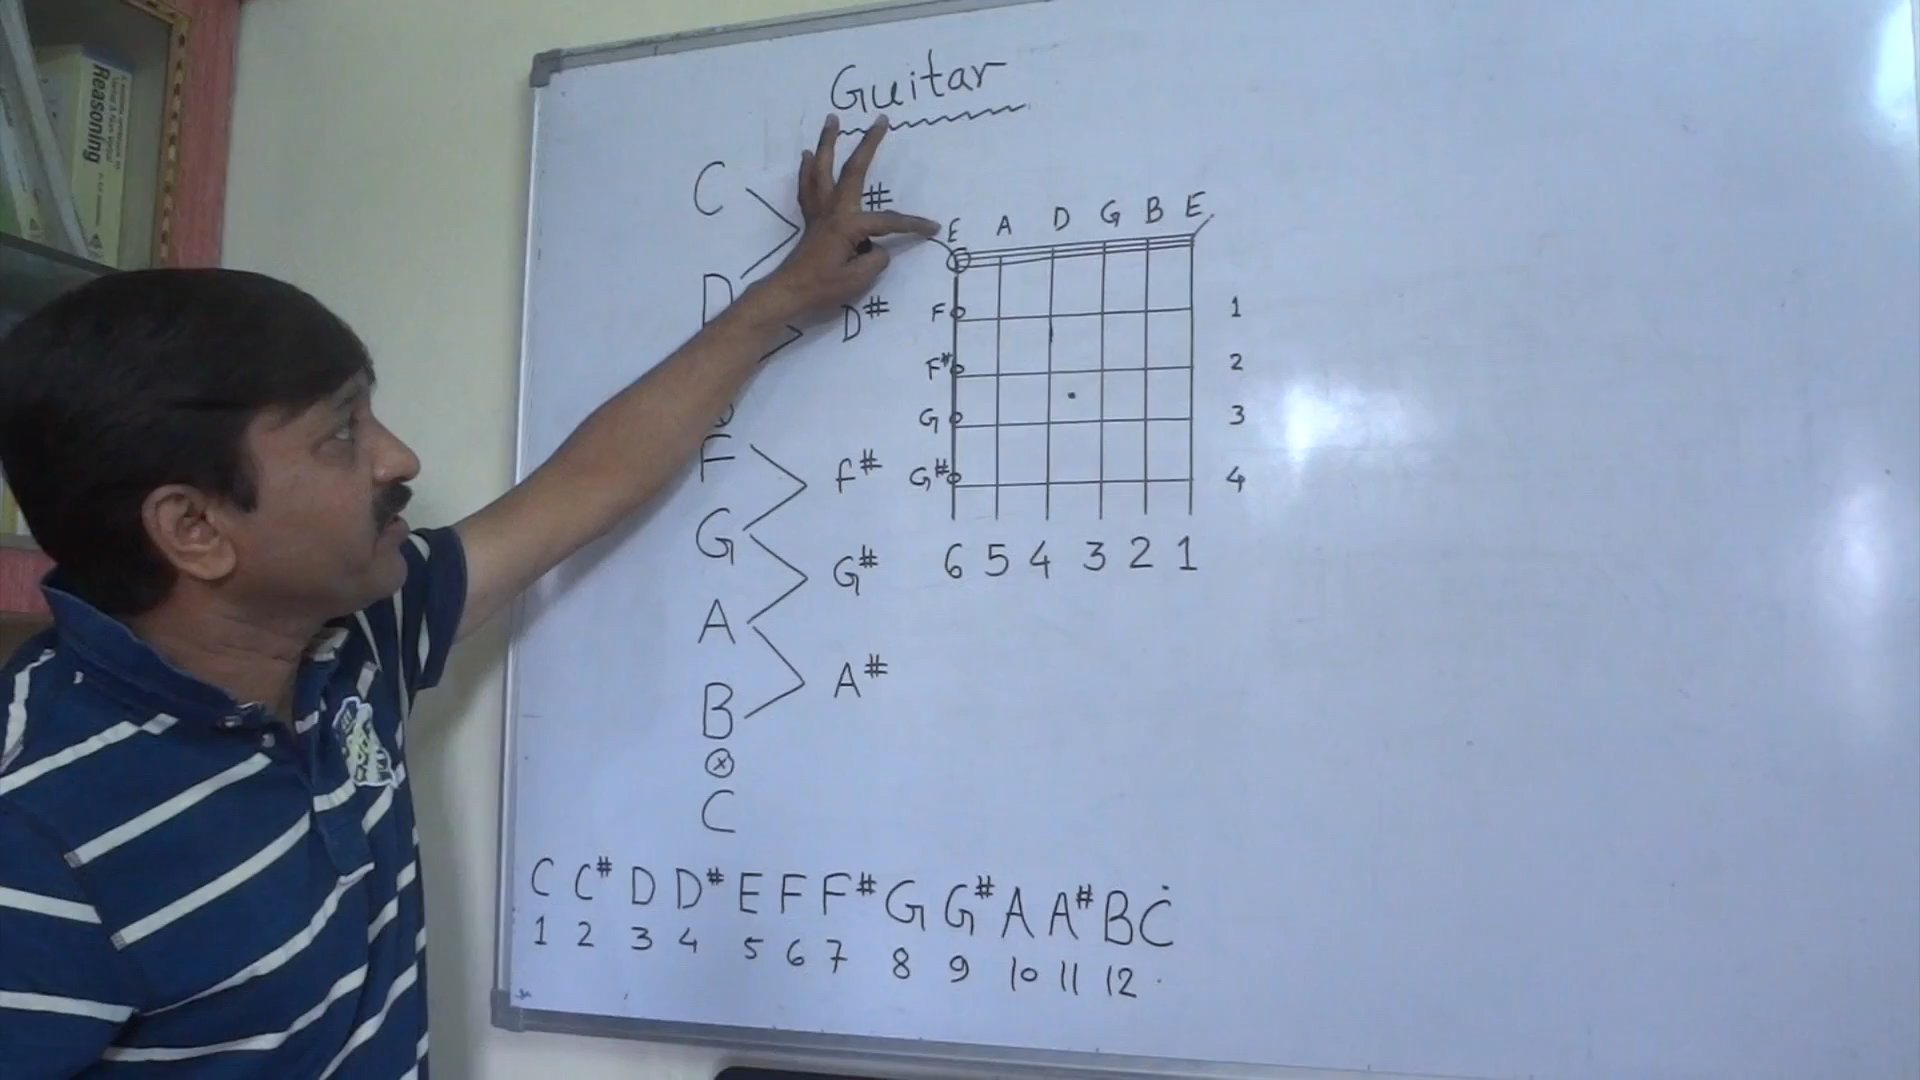 Reasoning
Guitar
C
#
D
D#
E A D G B E
F 1
F# 2
G 3
G# 4
6 5 4 3 2 1
F
F#
G
G#
A
A#
B
C
C C# D D# E F F# G G# A A# B Ċ
1 2 3 4 5 6 7 8 9 10 11 12